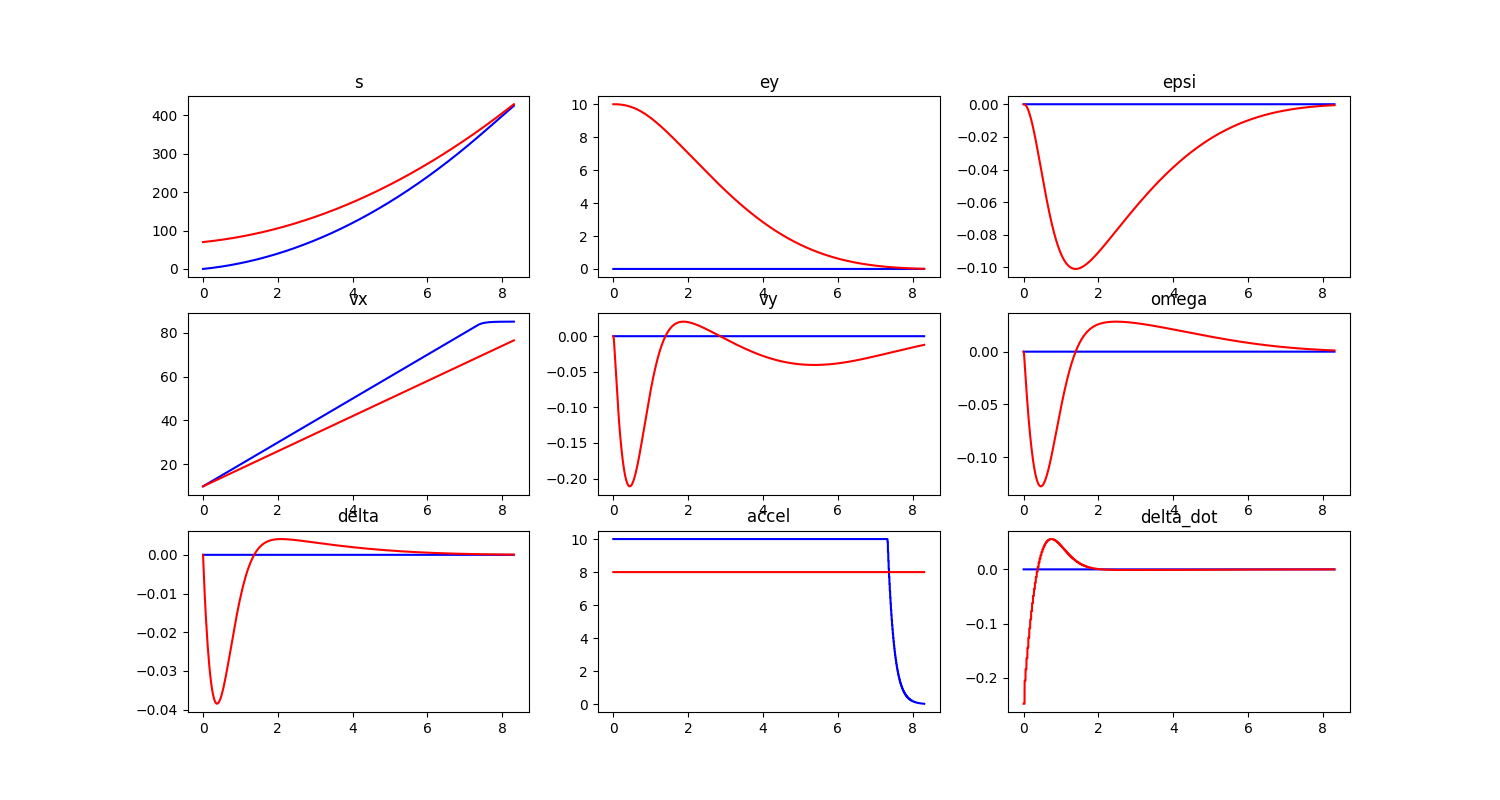 s ey epsi
400 10 0.00
300 8 −0.02
200 6 −0.04
100 4 −0.06
0 2 −0.08
0 −0.10
0 2 4 6 8 0 2 4 6 8 0 2 4 6 8
vx vy omega
80 0.00 0.00
60 −0.05 −0.05
40 −0.10 −0.10
20 −0.15
−0.20
0 2 4 6 8 0 2 4 6 8 0 2 4 6 8
delta accel delta_dot
0.00 10 0.0
−0.01 8 −0.1
−0.02 6 −0.2
−0.03 4
−0.04 2
0
0 2 4 6 8 0 2 4 6 8 0 2 4 6 8